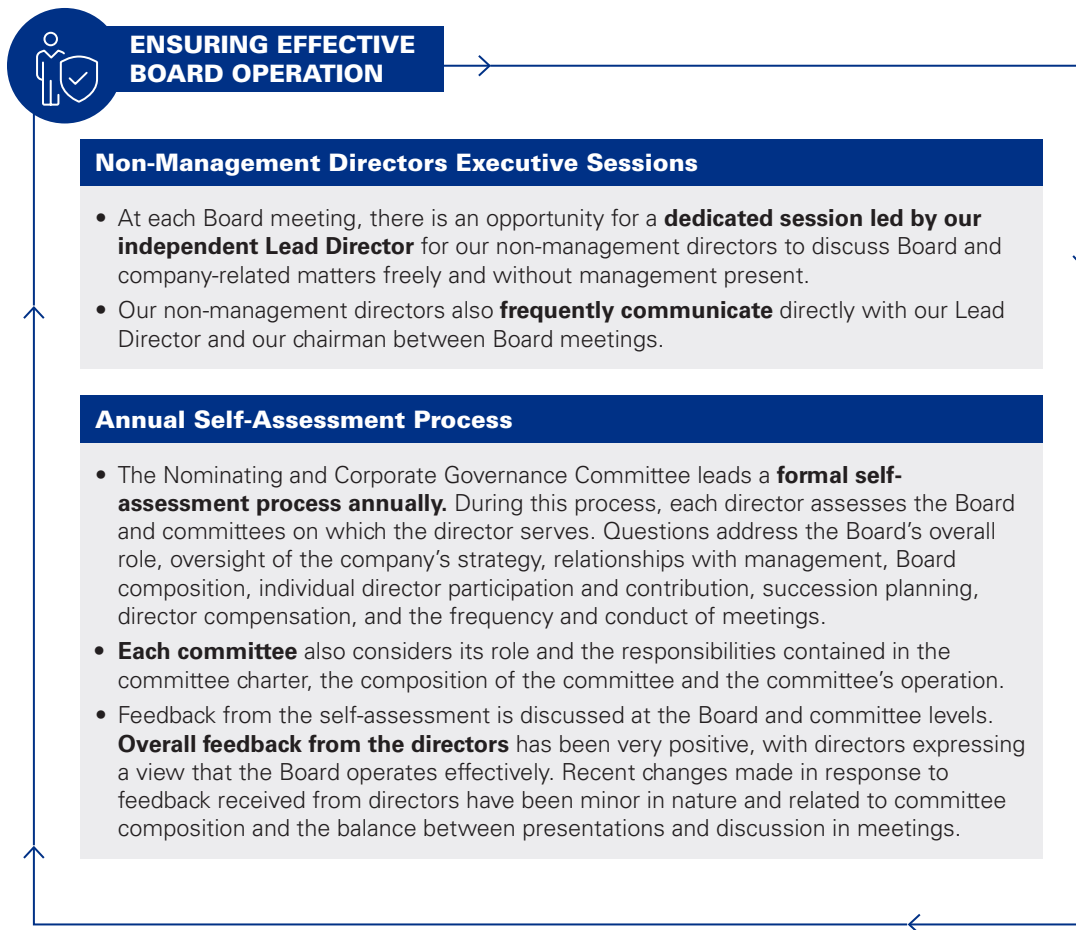 ENSURING EFFECTIVE
BOARD OPERATION
Non-Management Directors Executive Sessions
• At each Board meeting, there is an opportunity for a dedicated session led by our
independent Lead Director for our non-management directors to discuss Board and
company-related matters freely and without management present.
• Our non-management directors also frequently communicate directly with our Lead
Director and our chairman between Board meetings.
Annual Self-Assessment Process
• The Nominating and Corporate Governance Committee leads a formal self-
assessment process annually. During this process, each director assesses the Board
and committees on which the director serves. Questions address the Board’s overall
role, oversight of the company’s strategy, relationships with management, Board
composition, individual director participation and contribution, succession planning,
director compensation, and the frequency and conduct of meetings.
• Each committee also considers its role and the responsibilities contained in the
committee charter, the composition of the committee and the committee’s operation.
• Feedback from the self-assessment is discussed at the Board and committee levels.
Overall feedback from the directors has been very positive, with directors expressing
a view that the Board operates effectively. Recent changes made in response to
feedback received from directors have been minor in nature and related to committee
composition and the balance between presentations and discussion in meetings.